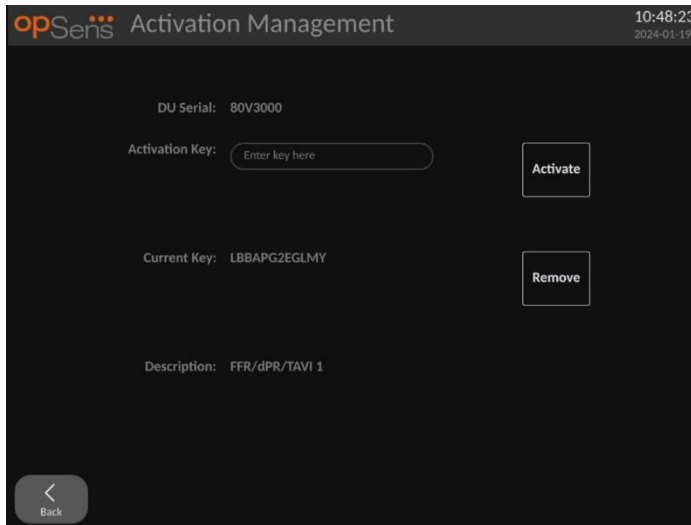 opSens Activation Management
10:48:23
2024-01-19
DU Serial: 80V3000
Activation Key: Enter key here
Activate
Current Key: LBBAPG2EGLMY
Remove
Description: FFR/dPR/TAVI 1
Back